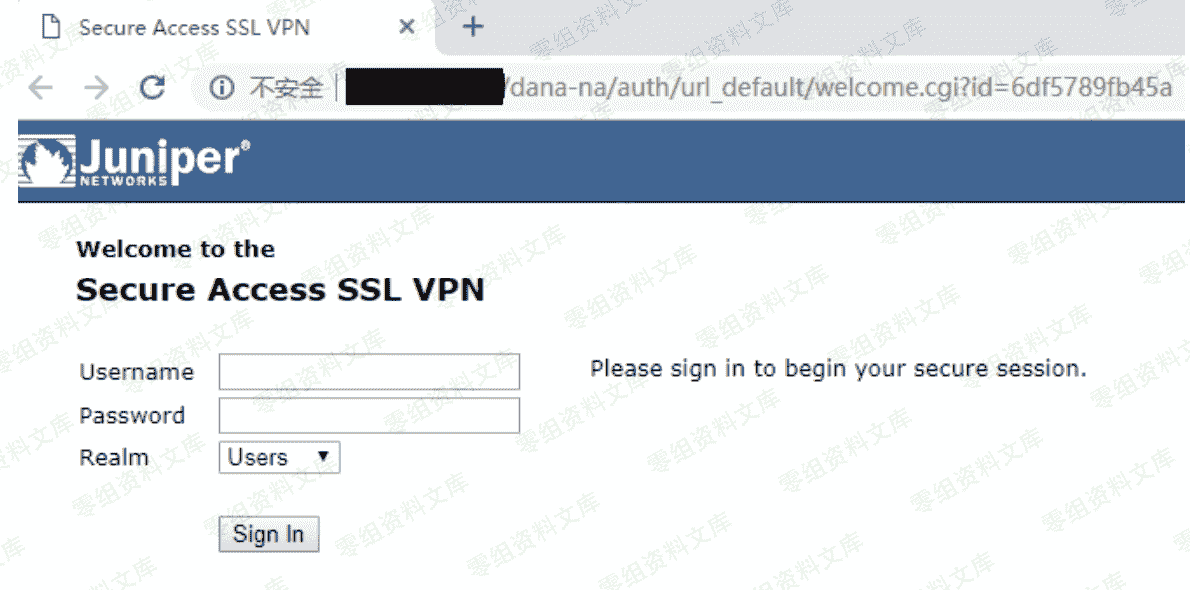 Secure Access SSL VPN
不安全 /dana-na/auth/url_default/welcome.cgi?id=6df5789fb45a
Juniper®
NETWORKS
Welcome to the
Secure Access SSL VPN
Username
Please sign in to begin your secure session.
Password
Realm Users
Sign In
零组资料文库